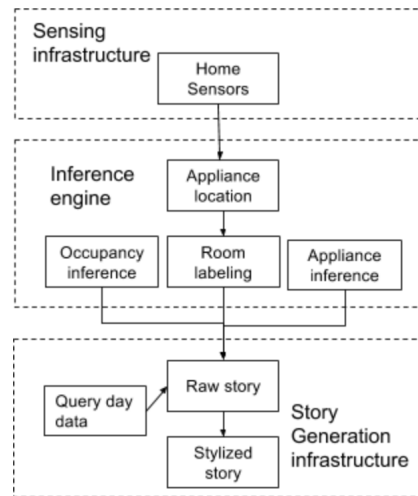 Sensing
infrastructure
Home
Sensors
Inference
engine
Appliance
location
Occupancy
inference
Room
labeling
Appliance
inference
Query day
data
Raw story
Stylized
story
Story
Generation
infrastructure